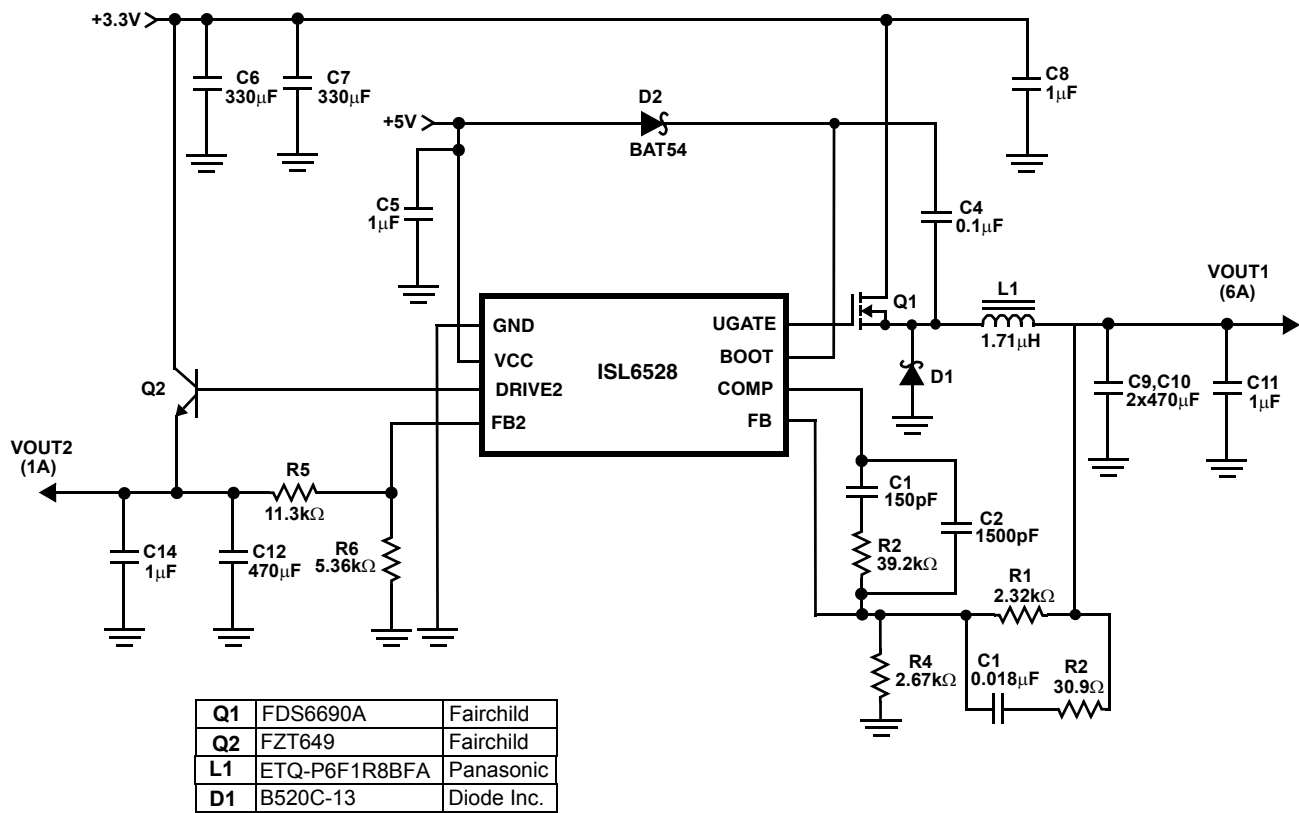 +3.3V
C6
330µF
C7
330µF
C8
1µF
D2
+5V
BAT54
C5
1µF
C4
0.1µF
VOUT1
(6A)
L1
Q1
GND
UGATE
1.71µH
VCC
ISL6528
BOOT
Q2
DRIVE2
COMP
D1
C9,C10
2x470µF
C11
1µF
FB2
FB
VOUT2
(1A)
R5
11.3kΩ
C1
150pF
C2
1500pF
C14
1µF
C12
470µF
R6
5.36kΩ
R2
39.2kΩ
R1
2.32kΩ
R4
2.67kΩ
C1
0.018µF
R2
30.9Ω
Q1 FDS6690A Fairchild
Q2 FZT649 Fairchild
L1 ETQ-P6F1R8BFA Panasonic
D1 B520C-13 Diode Inc.